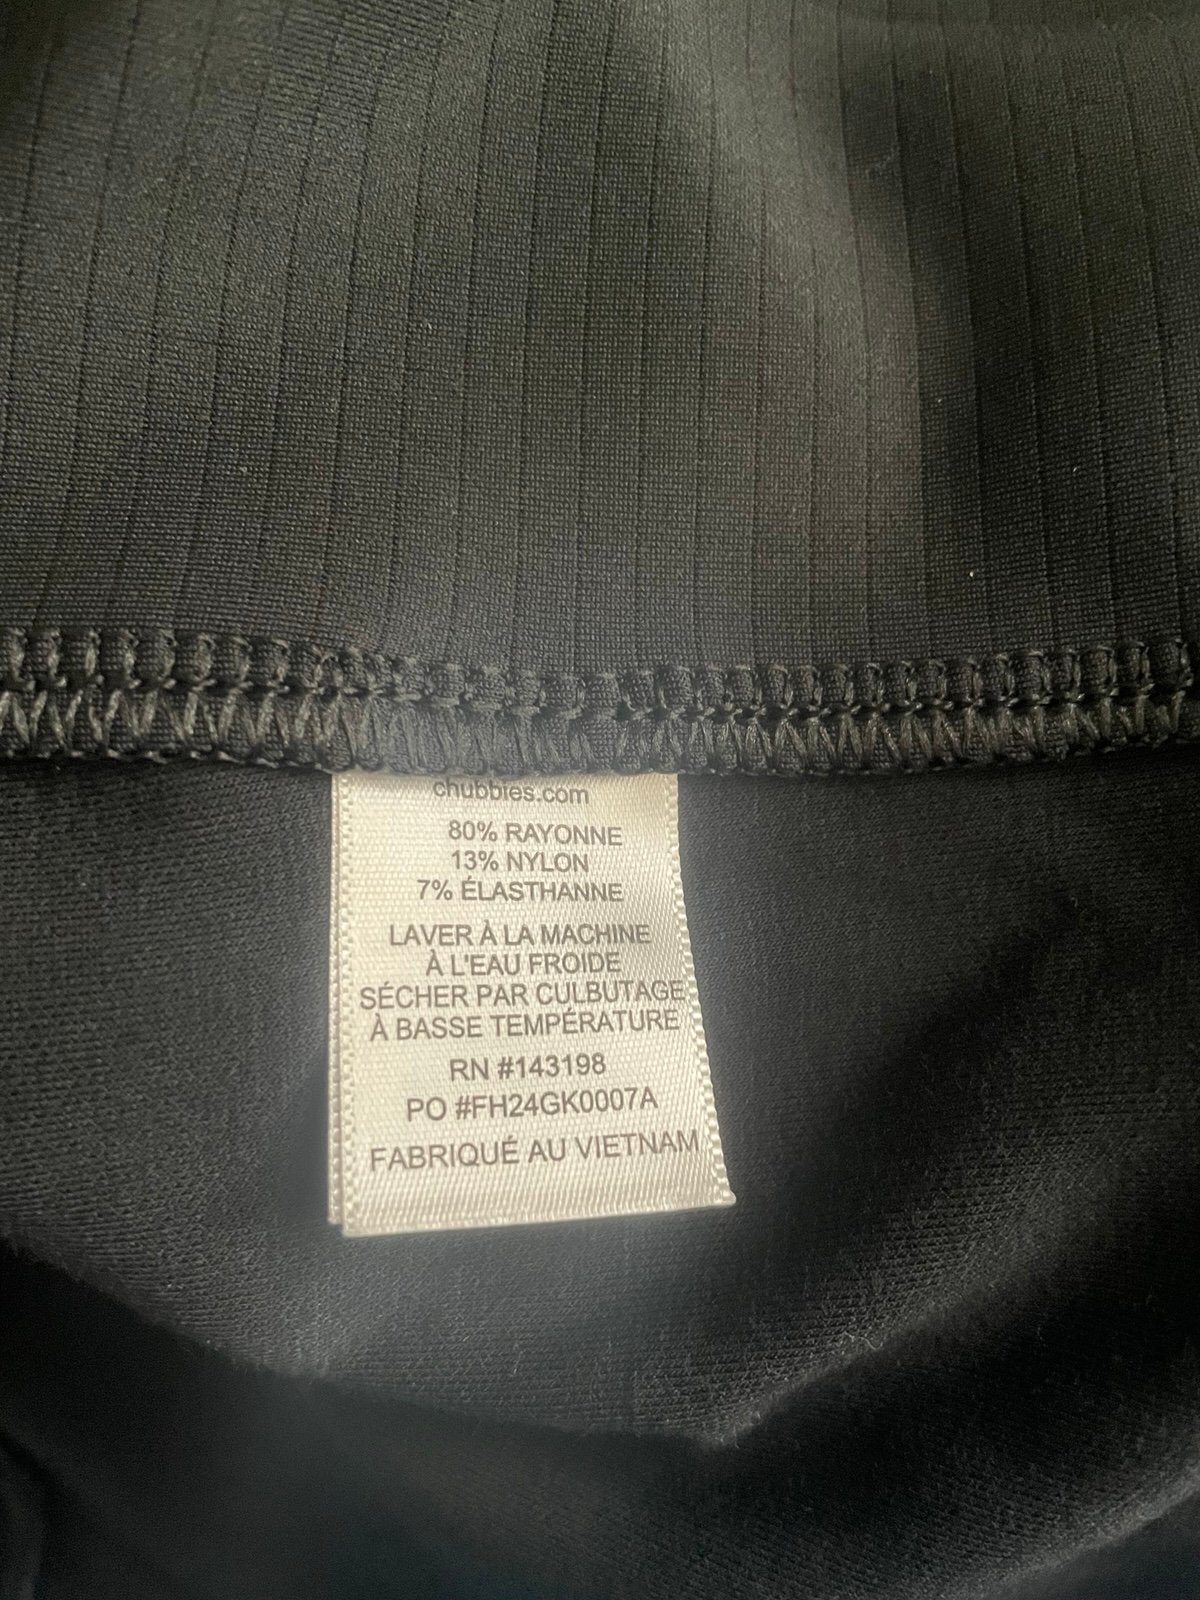 chubbies.com
80% RAYONNE
13% NYLON
7% ÉLASTHANNE
LAVER À LA MACHINE
À L'EAU FROIDE
SÉCHER PAR CULBUTAGE
À BASSE TEMPÉRATURE
RN #143198
PO #FH24GK0007A
FABRIQUÉ AU VIETNAM